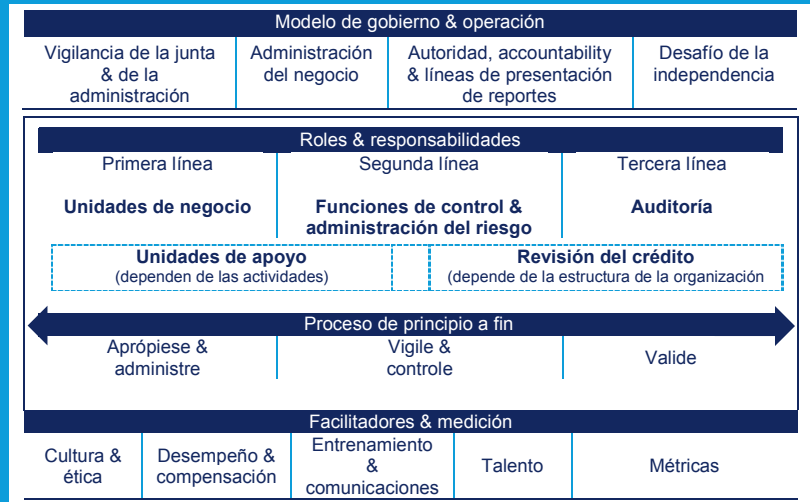 Modelo de gobierno & operación
Vigilancia de la junta
& de la
administración
Administración
del negocio
Autoridad, accountability
& líneas de presentación
de reportes
Desafío de la
independencia
Roles & responsabilidades
Primera línea
Segunda línea
Tercera línea
Unidades de negocio
Funciones de control &
administración del riesgo
Auditoría
Unidades de apoyo
(dependen de las actividades)
Revisión del crédito
(depende de la estructura de la organización
Proceso de principio a fin
Aprópiese &
administre
Vigile &
controle
Valide
Facilitadores & medición
Cultura &
ética
Desempeño &
compensación
Entrenamiento
&
comunicaciones
Talento
Métricas